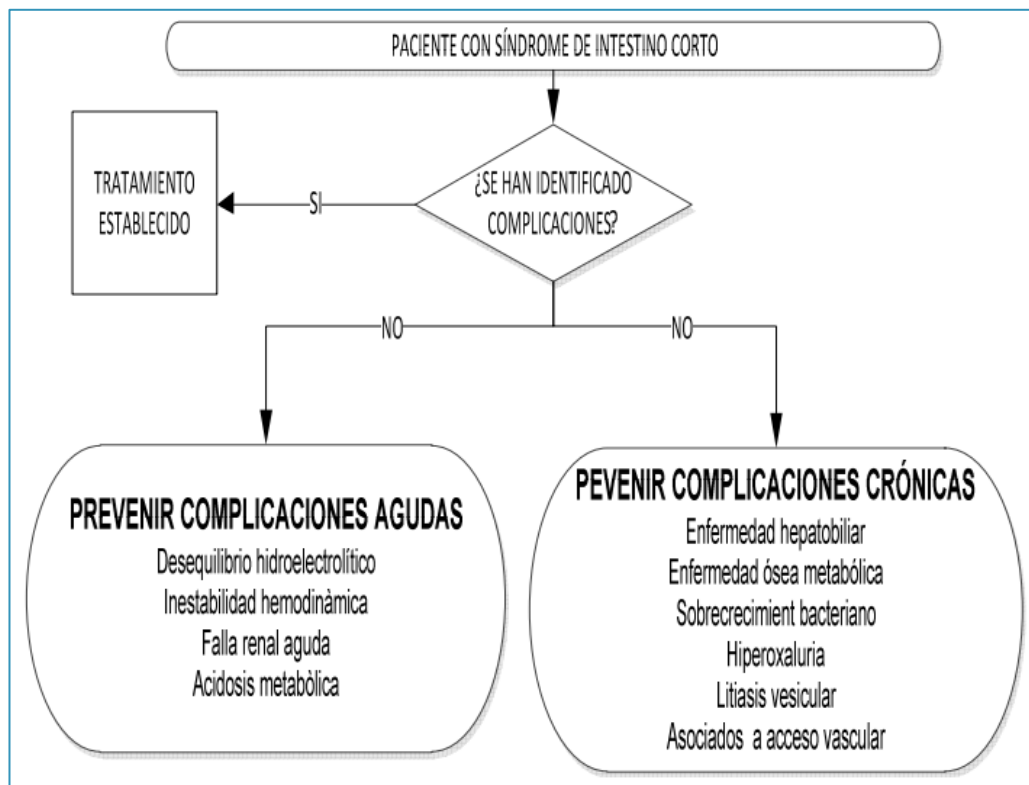 PACIENTE CON SÍNDROME DE INTESTINO CORTO
¿SE HAN IDENTIFICADO
COMPLICACIONES?
SI
TRATAMIENTO
ESTABLECIDO
NO
NO
PREVENIR COMPLICACIONES AGUDAS
Desequilibrio hidroelectrolítico
Inestabilidad hemodinàmica
Falla renal aguda
Acidosis metabòlica
PEVENIR COMPLICACIONES CRÓNICAS
Enfermedad hepatobiliar
Enfermedad ósea metabólica
Sobrecrecimient bacteriano
Hiperoxaluria
Litiasis vesicular
Asociados a acceso vascular